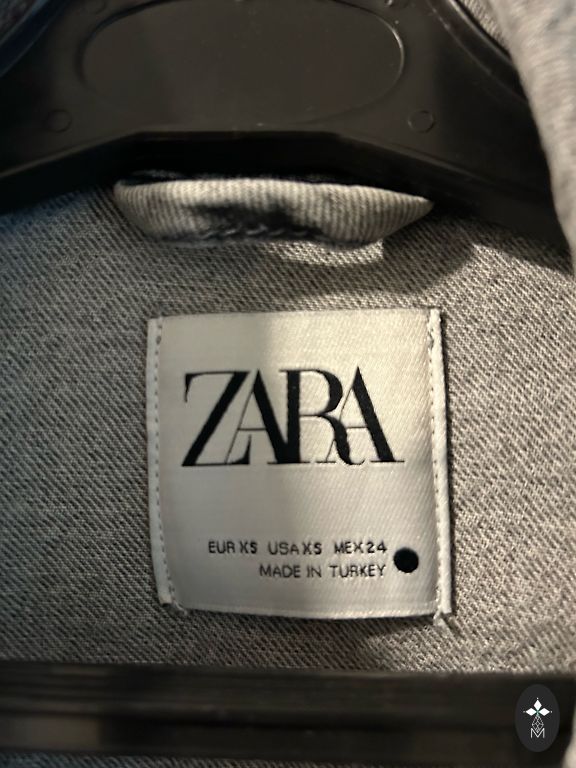 ZARA
EUR XS USA XS MEX 24
MADE IN TURKEY
M